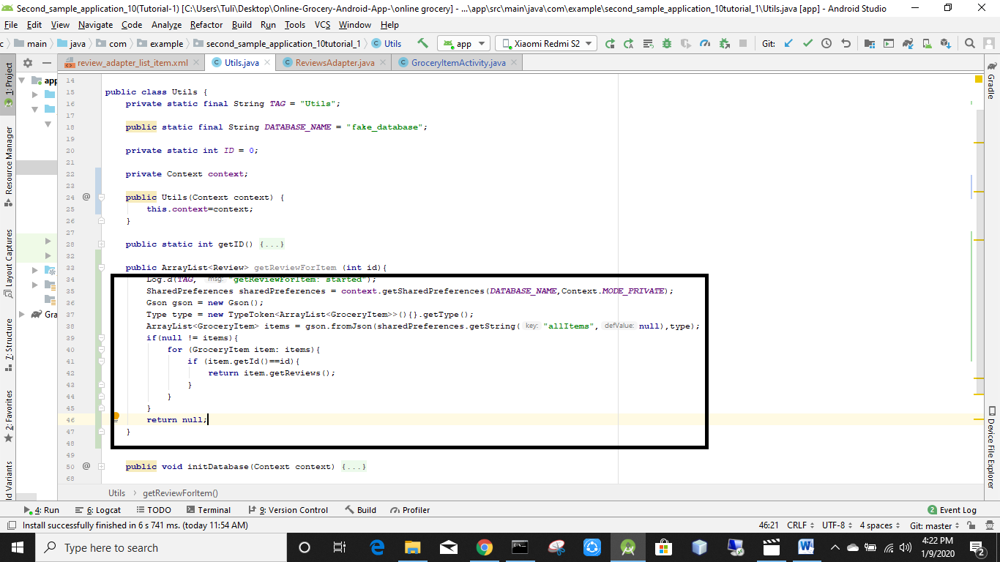 Second_sample_application_10(Tutorial-1) [C:\Users\Tuli\Desktop\Online-Grocery-Android-App-\online grocery] - ...\app\src\main\java\com\example\second_sample_application_10tutorial_1\Utils.java [app] - Android Studio
File Edit View Navigate Code Analyze Refactor Build Run Tools VCS Window Help
c main java com example second_sample_application_10tutorial_1 Utils app Xiaomi Redmi S2 Git:
review_adapter_list_item.xml Utils.java ReviewsAdapter.java GroceryItemActivity.java
1: Project
Resource Manager
Layout Captures
7: Structure
2: Favorites
ld Variants
app
Gra
14
15 public class Utils {
16 private static final String TAG = "Utils";
17
18 public static final String DATABASE_NAME = "fake_database";
19
20 private static int ID = 0;
21
22 private Context context;
23
24 @ public Utils(Context context) {
25 this.context=context;
26 }
27
28 public static int getID() {...}
32
33 public ArrayList<Review> getReviewForItem (int id){
34 Log.d(TAG, msg: "getReviewForItem: started");
35 SharedPreferences sharedPreferences = context.getSharedPreferences(DATABASE_NAME,Context.MODE_PRIVATE);
36 Gson gson = new Gson();
37 Type type = new TypeToken<ArrayList<GroceryItem>>(){}.getType();
38 ArrayList<GroceryItem> items = gson.fromJson(sharedPreferences.getString( key: "allItems", defValue: null),type);
39 if(null != items){
40 for (GroceryItem item: items){
41 if (item.getId()==id){
42 return item.getReviews();
43 }
44 }
45 }
46 return null;
47 }
48
49
50 @ public void initDatabase(Context context) {...}
68
Gradle
Device File Explorer
Utils getReviewForItem()
4: Run 6: Logcat TODO Terminal 9: Version Control Build Profiler 2 Event Log
Install successfully finished in 6 s 741 ms. (today 11:54 AM) 46:21 CRLF UTF-8 4 spaces Git: master
Type here to search
4:22 PM
1/9/2020
2